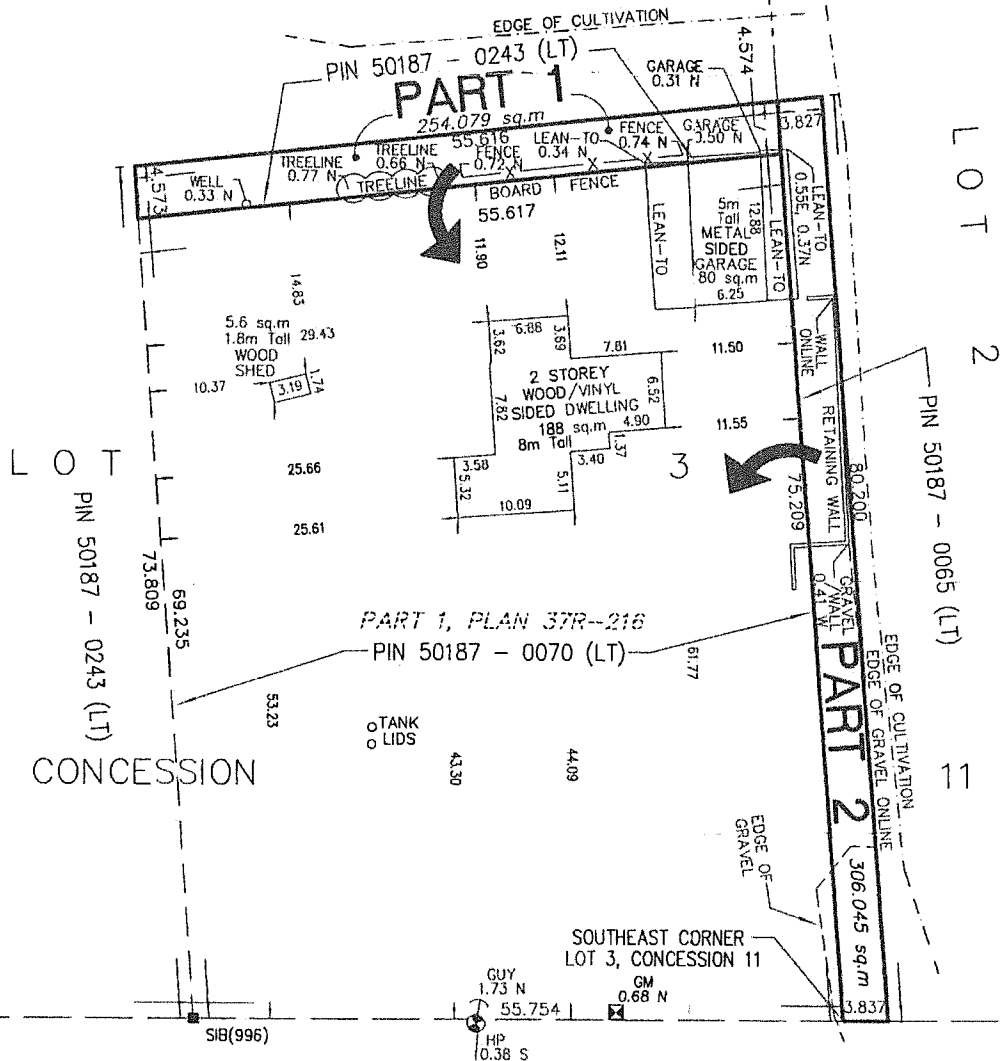 EDGE OF CULTIVATION
PIN 50187 - 0243 (LT)
4.574
GARAGE
0.31 N
PART 1
254.079 sq.m
55.616
3.827
TREELINE
0.77 N
TREELINE
0.66 N
FENCE
0.72 N
LEAN-TO
0.34 N
FENCE
0.74 N
GARAGE
0.50 N
4.573
WELL
0.33 N
TREELINE
BOARD FENCE
55.617
LEAN-TO
5m
Tall
METAL
SIDED
GARAGE
80 sq.m
6.25
12.88
LEAN-TO
LEAN-TO
0.55E, 0.37N
LOT 2
14.83
11.90
12.11
5.6 sq.m
1.8m Tall
WOOD
SHED
29.43
10.37
3.19
1.74
6.88
3.62
3.69
7.81
7.82
6.52
2 STOREY
WOOD/VINYL
SIDED DWELLING
188 sq.m
8m Tall
4.90
1.37
3.40
3.58
5.32
5.11
10.09
11.50
11.55
WALL
ONLINE
RETAINING WALL
PIN 50187 - 0065 (LT)
LOT
3
25.66
25.61
75.209
80.200
PIN 50187 - 0243 (LT)
73.809
69.235
GRAVEL
/WALL
0.41 W
PART 1, PLAN 37R--216
PIN 50187 - 0070 (LT)
61.77
PART 2
EDGE OF CULTIVATION
EDGE OF GRAVEL ONLINE
53.23
TANK
LIDS
43.30
44.09
CONCESSION
11
EDGE OF
GRAVEL
306.045 sq.m
SOUTHEAST CORNER
LOT 3, CONCESSION 11
GUY
1.73 N
55.754
GM
0.68 N
3.837
SIB(996)
HP
0.38 S